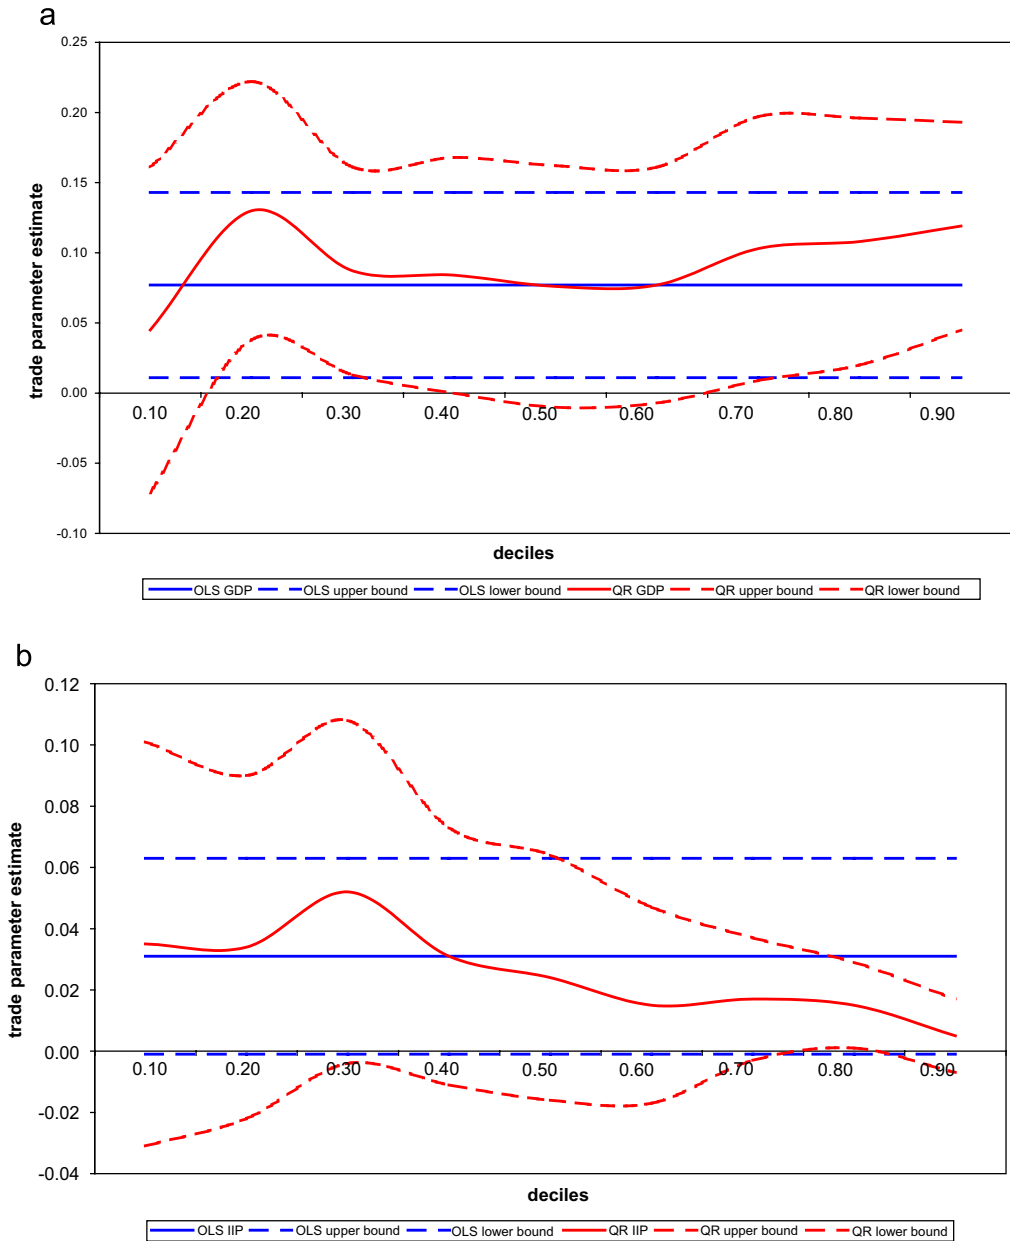 a
0.25
0.20
0.15
0.10
0.05
0.00
-0.05
-0.10
trade parameter estimate
0.10 0.20 0.30 0.40 0.50 0.60 0.70 0.80 0.90
deciles
OLS GDP OLS upper bound OLS lower bound QR GDP QR upper bound QR lower bound
b
0.12
0.10
0.08
0.06
0.04
0.02
0.00
-0.02
-0.04
trade parameter estimate
0.10 0.20 0.30 0.40 0.50 0.60 0.70 0.80 0.90
deciles
OLS IIP OLS upper bound OLS lower bound QR IIP QR upper bound QR lower bound